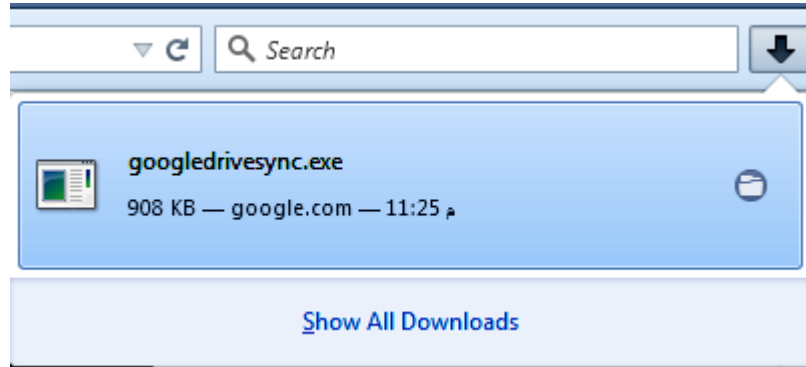 Search
googledrivesync.exe
908 KB — google.com — 11:25 م
Show All Downloads